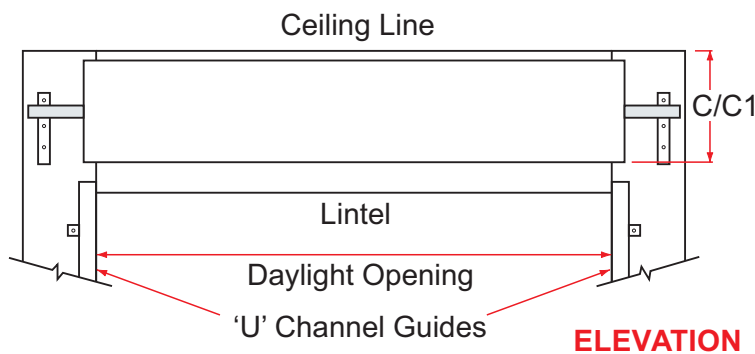 Ceiling Line
C/C1
Lintel
Daylight Opening
‘U’ Channel Guides
ELEVATION